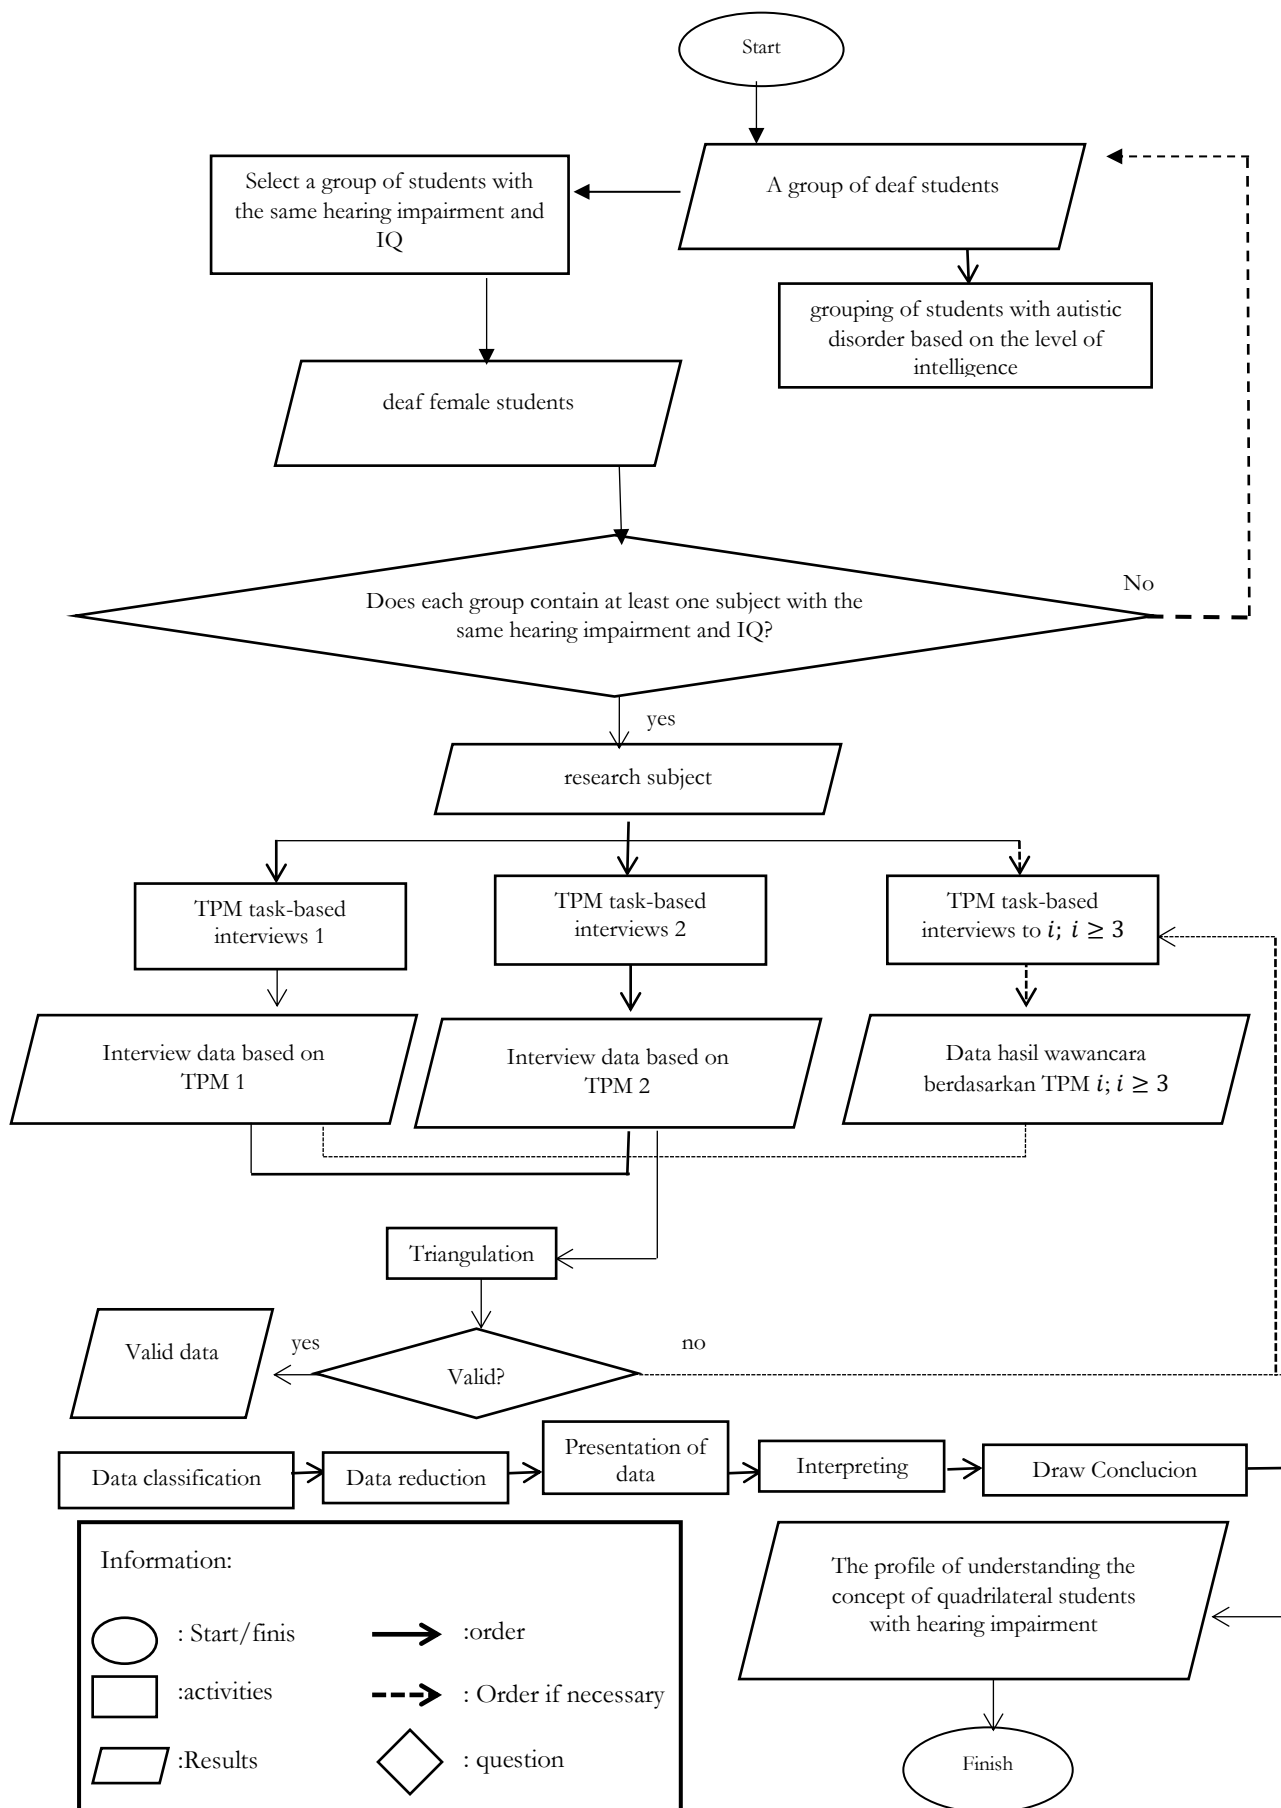 Start
A group of deaf students
Select a group of students with
the same hearing impairment and
IQ
grouping of students with autistic
disorder based on the level of
intelligence
deaf female students
No
Does each group contain at least one subject with the
same hearing impairment and IQ?
yes
research subject
TPM task-based
interviews 1
TPM task-based
interviews 2
TPM task-based
interviews to i; i ≥ 3
Interview data based on
TPM 1
Interview data based on
TPM 2
Data hasil wawancara
berdasarkan TPM i; i ≥ 3
Triangulation
Valid data
yes
Valid?
no
Data classification
Data reduction
Presentation of
data
Interpreting
Draw Conclucion
Information:
: Start/finis
:order
:activities
: Order if necessary
:Results
: question
The profile of understanding the
concept of quadrilateral students
with hearing impairment
Finish